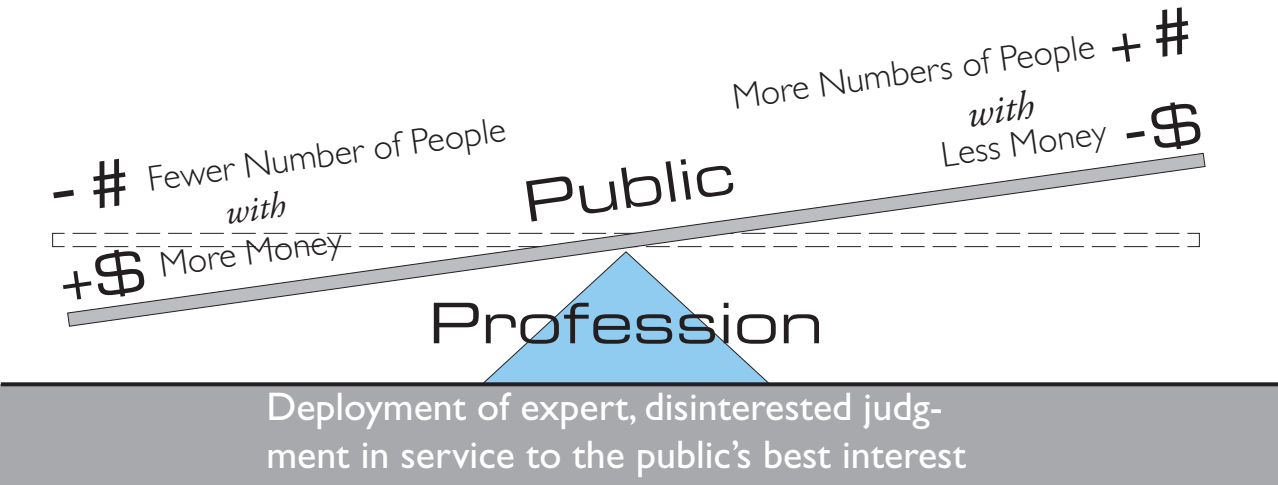 - # Fewer Number of People
with
+$ More Money
Public
More Numbers of People + #
with
Less Money -$
Profession
Deployment of expert, disinterested judg-
ment in service to the public’s best interest